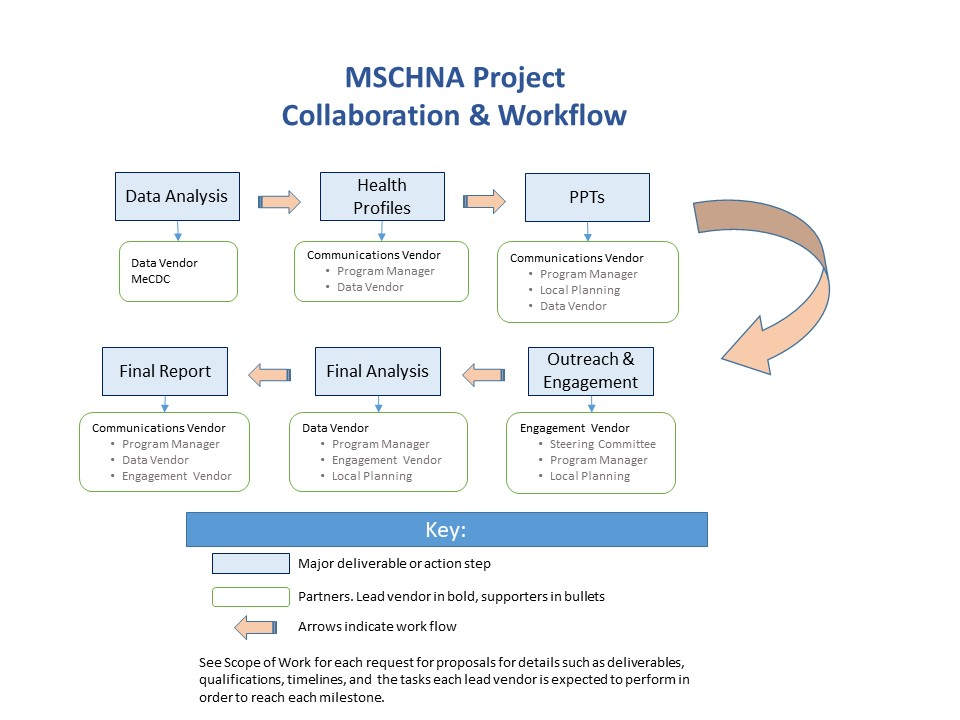 MSCHNA Project
Collaboration & Workflow
Data Analysis
Health
Profiles
PPTs
Data Vendor
MeCDC
Communications Vendor
• Program Manager
• Data Vendor
Communications Vendor
• Program Manager
• Local Planning
• Data Vendor
Final Report
Final Analysis
Outreach &
Engagement
Communications Vendor
• Program Manager
• Data Vendor
• Engagement Vendor
Data Vendor
• Program Manager
• Engagement Vendor
• Local Planning
Engagement Vendor
• Steering Committee
• Program Manager
• Local Planning
Key:
Major deliverable or action step
Partners. Lead vendor in bold, supporters in bullets
Arrows indicate work flow
See Scope of Work for each request for proposals for details such as deliverables,
qualifications, timelines, and the tasks each lead vendor is expected to perform in
order to reach each milestone.